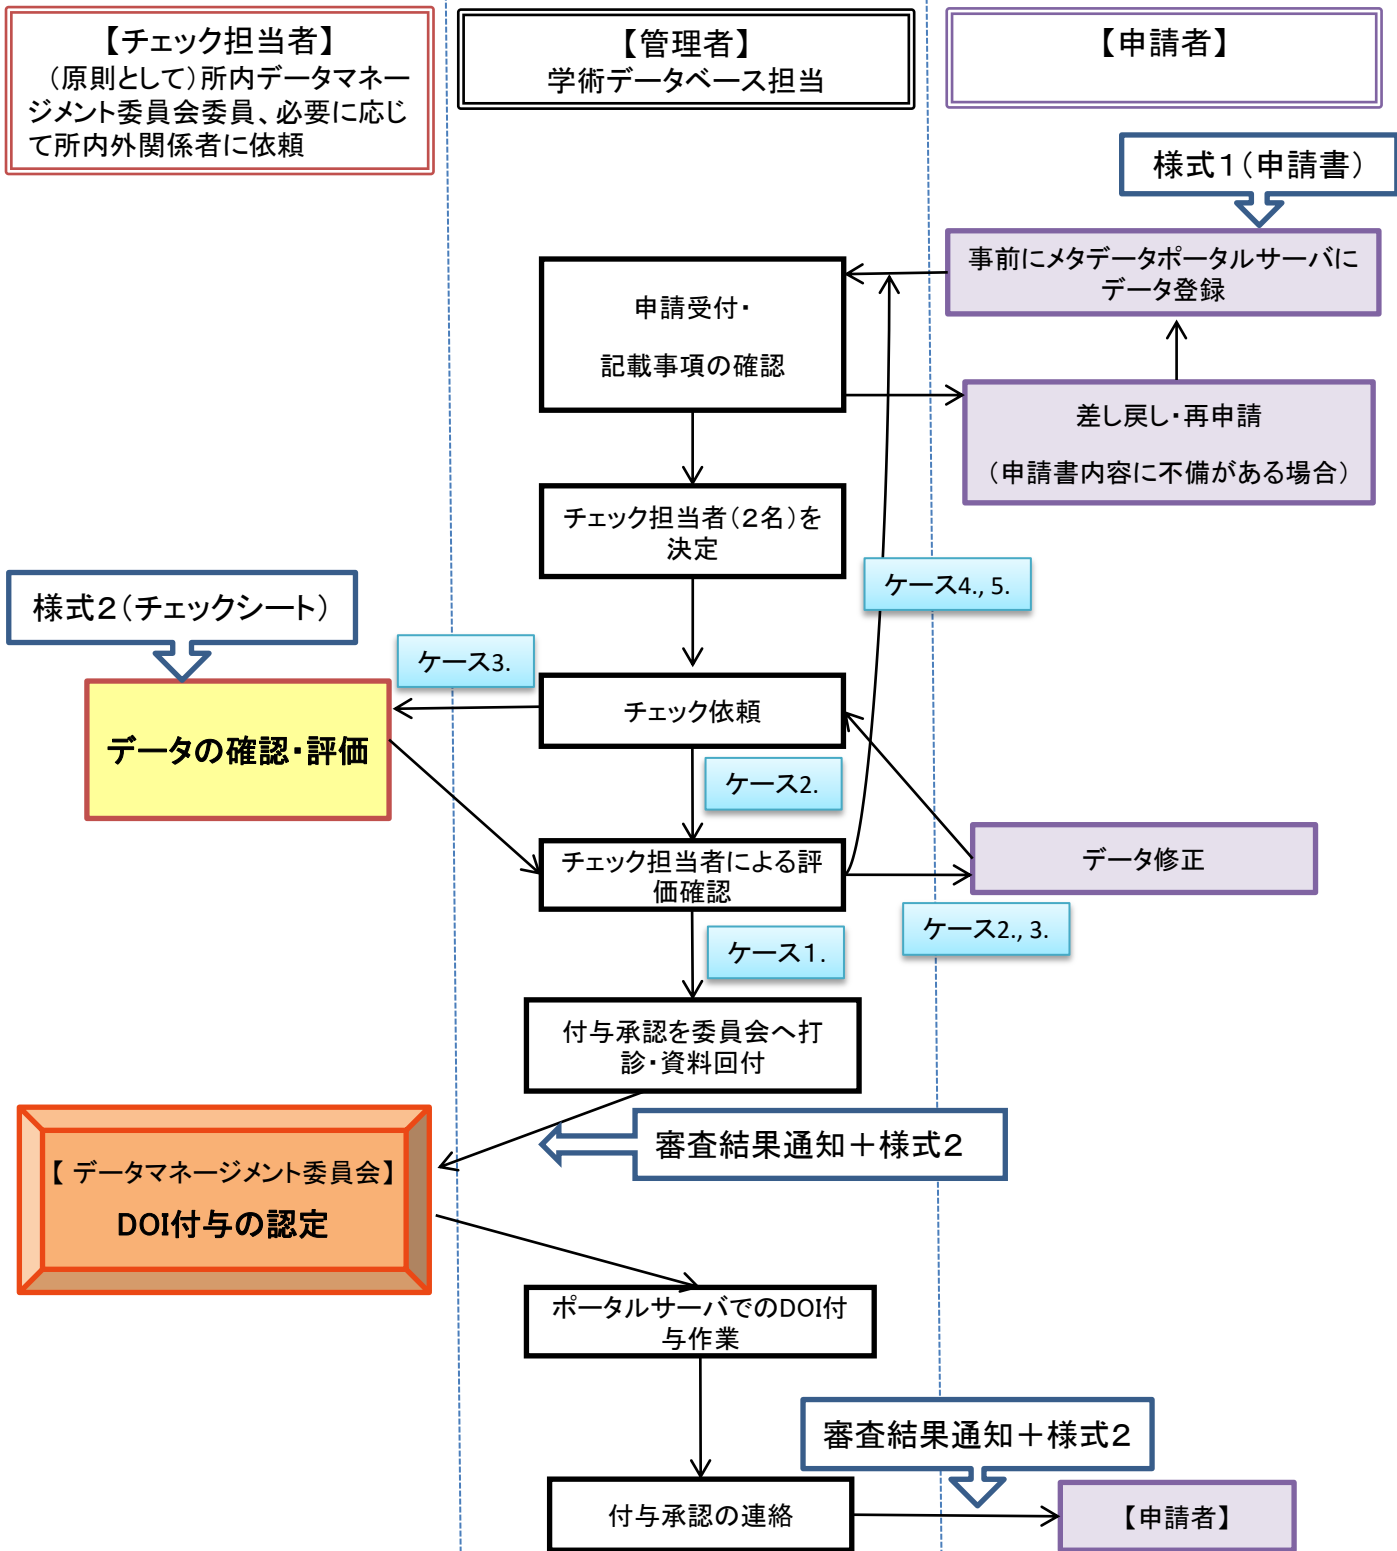 【チェック担当者】
（原則として）所内データマネー
ジメント委員会委員、必要に応じ
て所内外関係者に依頼
【管理者】
学術データベース担当
【申請者】
様式１（申請書）
事前にメタデータポータルサーバに
データ登録
申請受付・
記載事項の確認
差し戻し・再申請
（申請書内容に不備がある場合）
チェック担当者（２名）を
決定
ケース4., 5.
様式２（チェックシート）
ケース3.
チェック依頼
データの確認・評価
ケース2.
チェック担当者による評
価確認
データ修正
ケース2., 3.
ケース１.
付与承認を委員会へ打
診・資料回付
審査結果通知＋様式２
【 データマネージメント委員会】
DOI付与の認定
ポータルサーバでのDOI付
与作業
審査結果通知＋様式２
付与承認の連絡
【申請者】